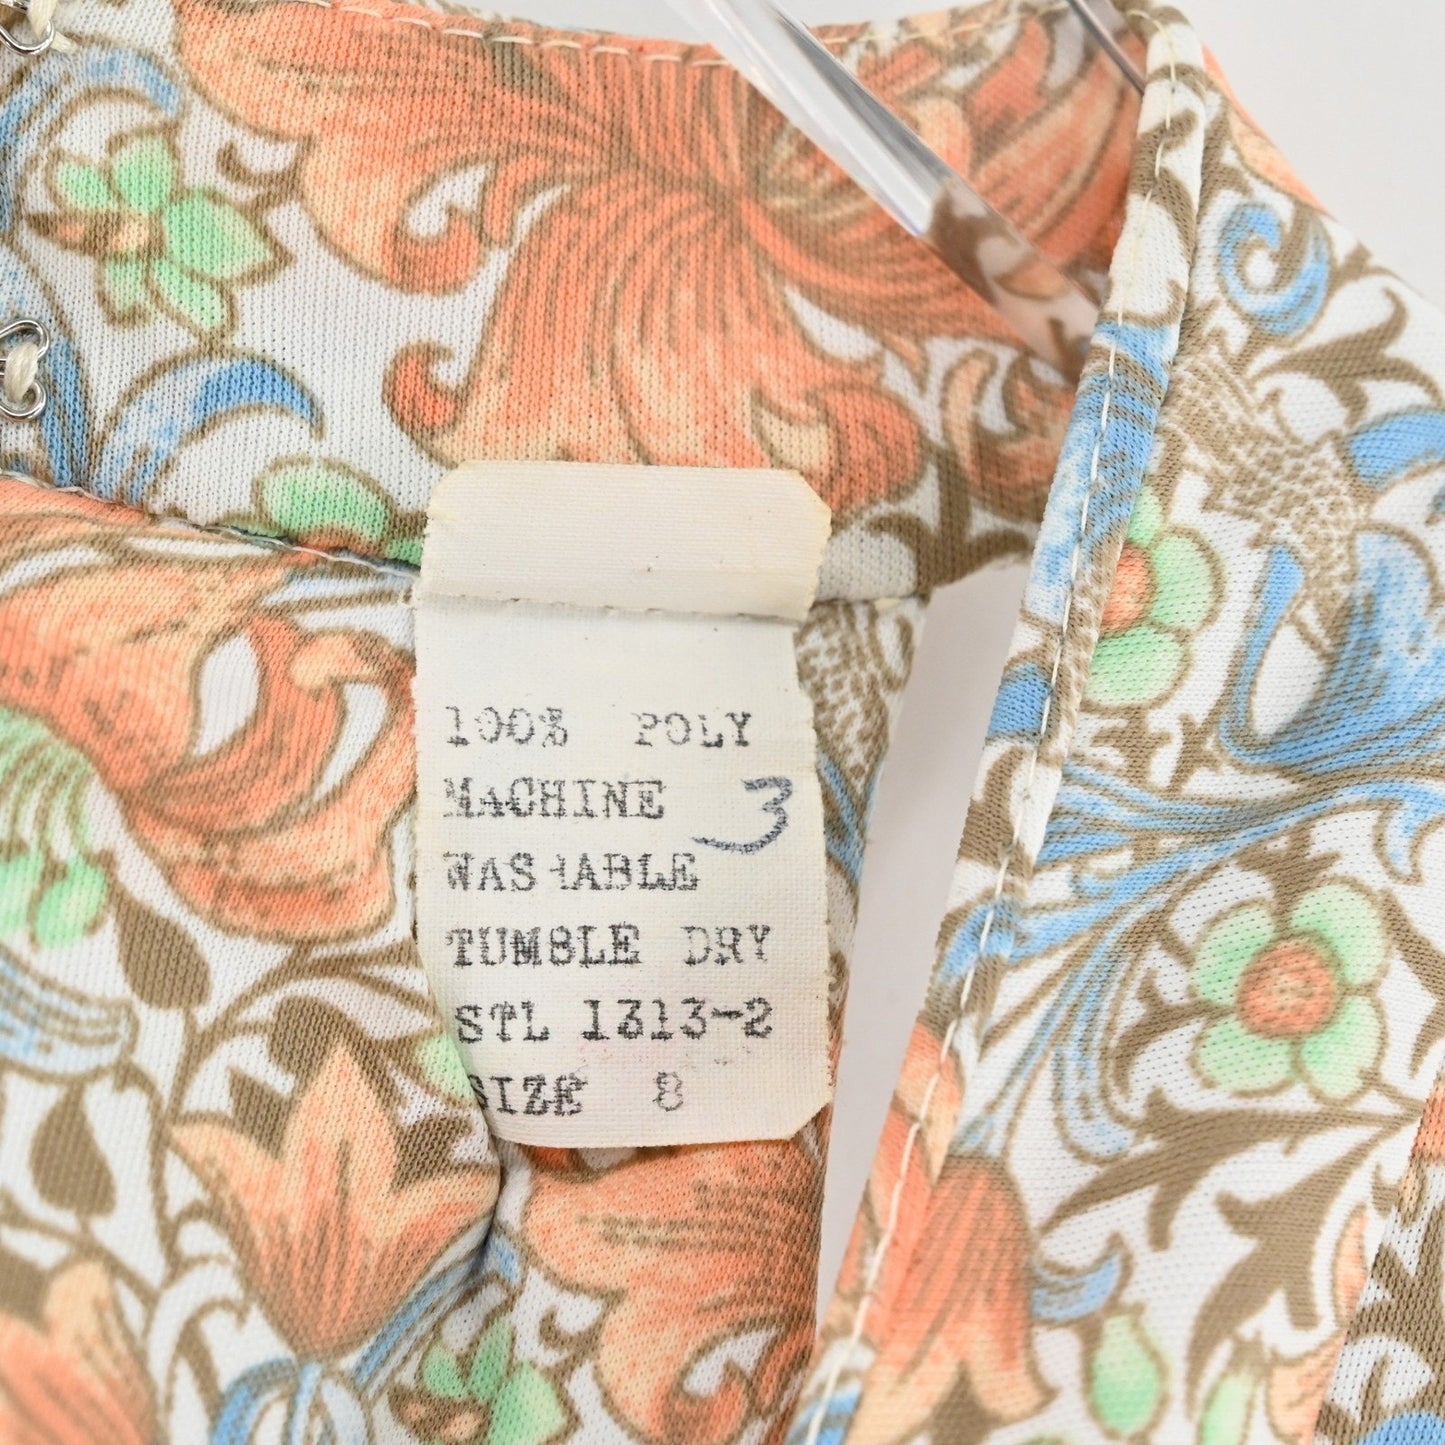 100% POLY
MACHINE 3
WASHABLE
TUMBLE DRY
STL 1313-2
SIZE 8